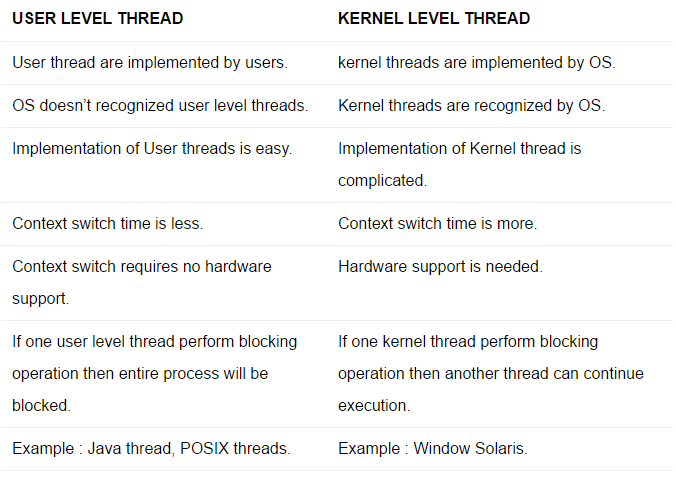 USER LEVEL THREAD KERNEL LEVEL THREAD
User thread are implemented by users. kernel threads are implemented by OS.
OS doesn’t recognized user level threads. Kernel threads are recognized by OS.
Implementation of User threads is easy. Implementation of Kernel thread is
complicated.
Context switch time is less. Context switch time is more.
Context switch requires no hardware Hardware support is needed.
support.
If one user level thread perform blocking If one kernel thread perform blocking
operation then entire process will be operation then another thread can continue
blocked. execution.
Example : Java thread, POSIX threads. Example : Window Solaris.